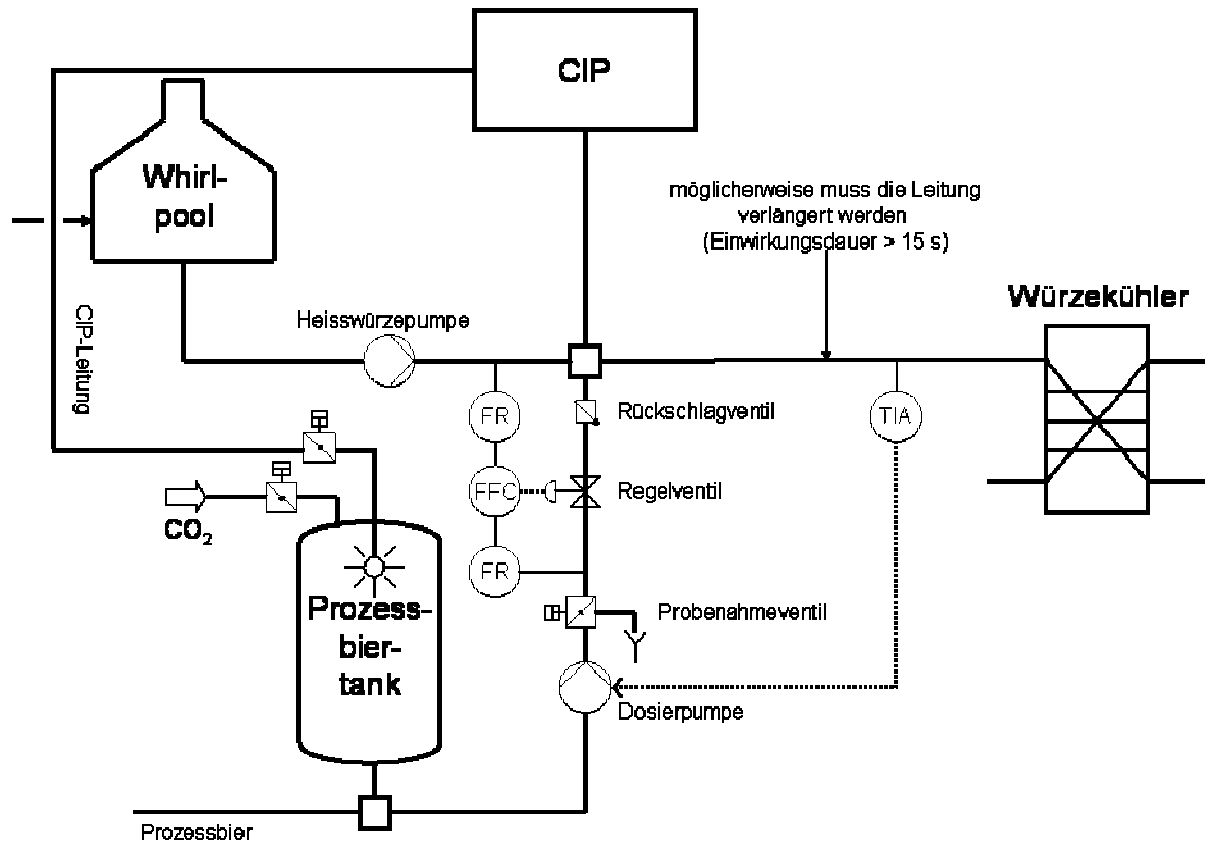 CIP
Whirl-
pool
möglicherweise muss die Leitung
verlängert werden
(Einwirkungsdauer > 15 s)
Würzekühler
CIP-Leitung
Heisswürzepumpe
FR
Rückschlagventil
TIA
FFC
Regelventil
CO2
FR
Prozess-
bier-
tank
Probenahmeventil
Dosierpumpe
Prozessbier